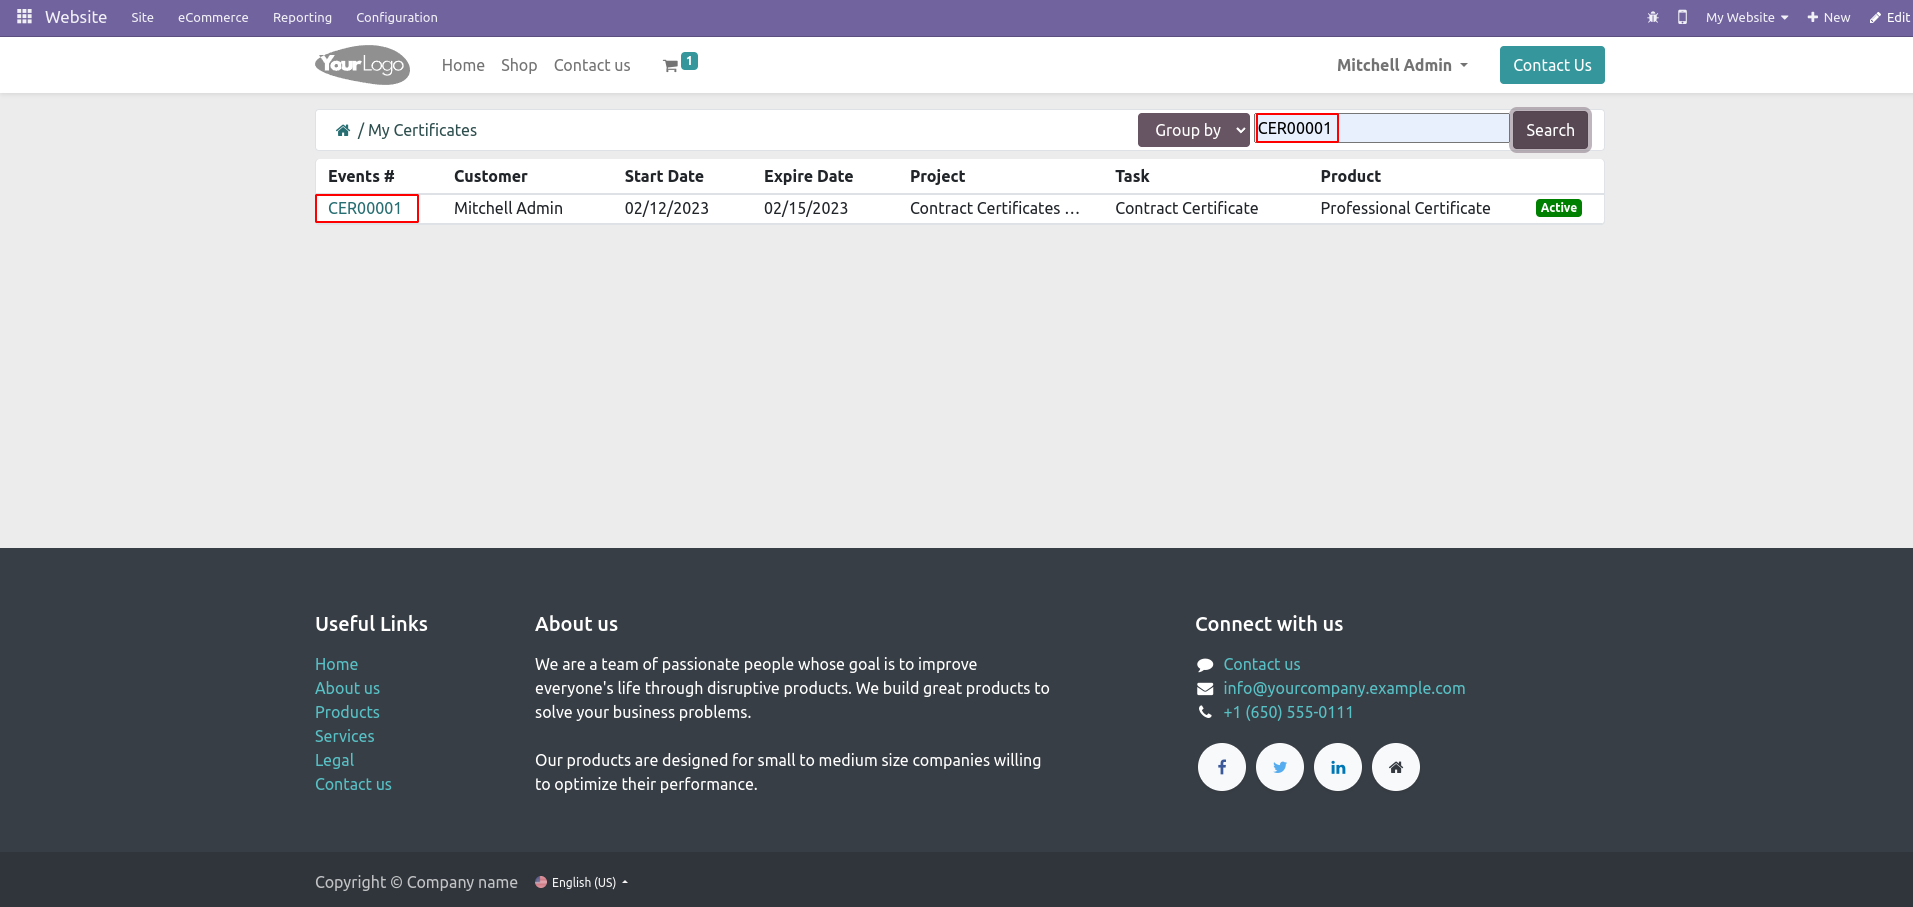 Website Site eCommerce Reporting Configuration My Website New Edit
YourLogo Home Shop Contact us 1 Mitchell Admin Contact Us
/ My Certificates Group by CER00001 Search
Events # Customer Start Date Expire Date Project Task Product
CER00001 Mitchell Admin 02/12/2023 02/15/2023 Contract Certificates ... Contract Certificate Professional Certificate Active
Useful Links
Home
About us
Products
Services
Legal
Contact us
About us
We are a team of passionate people whose goal is to improve
everyone's life through disruptive products. We build great products to
solve your business problems.
Our products are designed for small to medium size companies willing
to optimize their performance.
Connect with us
Contact us
info@yourcompany.example.com
+1 (650) 555-0111
Copyright © Company name English (US)